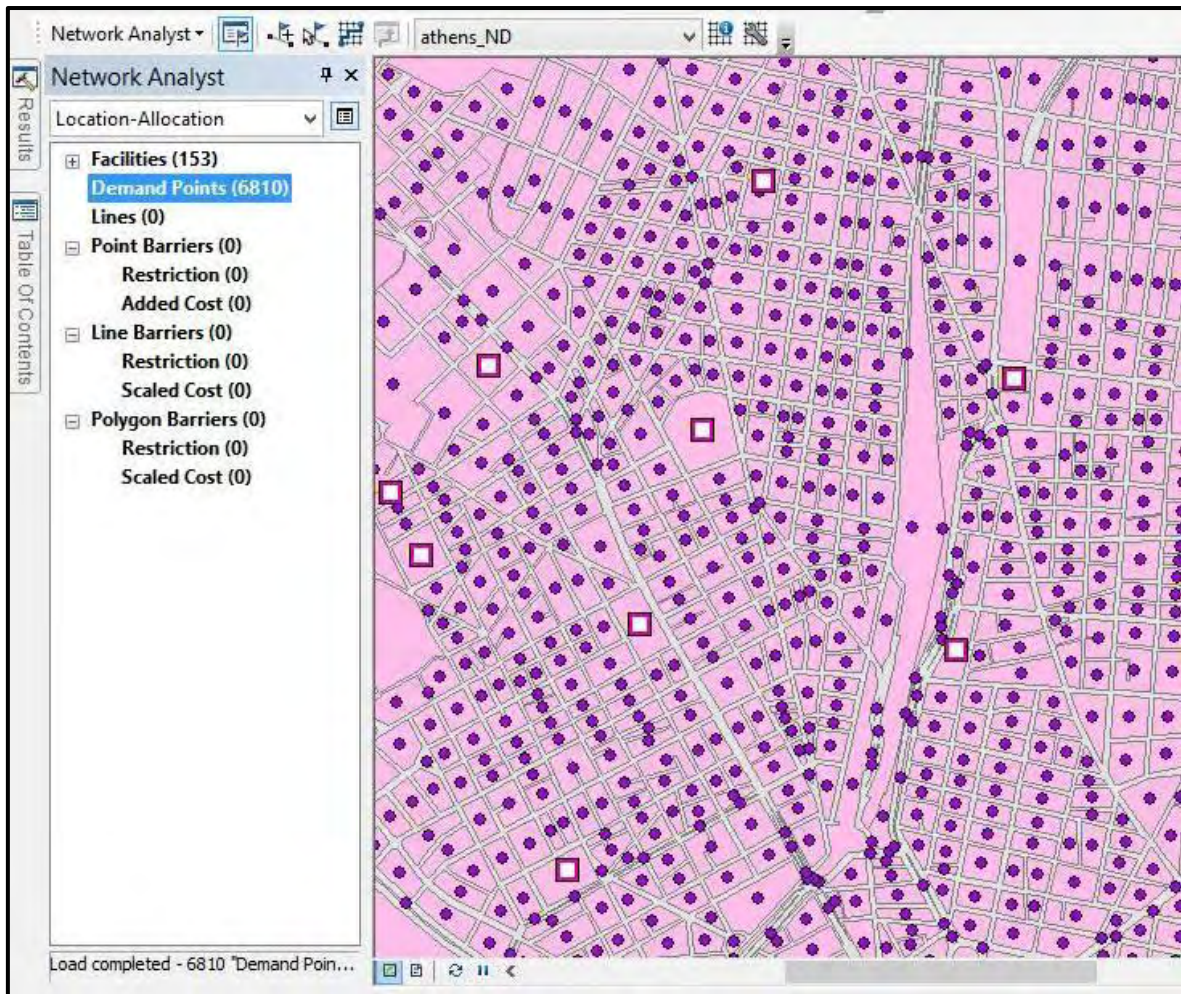 Network Analyst
athens_ND
Results
Table Of Contents
Network Analyst
Location-Allocation
Facilities (153)
Demand Points (6810)
Lines (0)
Point Barriers (0)
Restriction (0)
Added Cost (0)
Line Barriers (0)
Restriction (0)
Scaled Cost (0)
Polygon Barriers (0)
Restriction (0)
Scaled Cost (0)
Load completed - 6810 "Demand Poin...